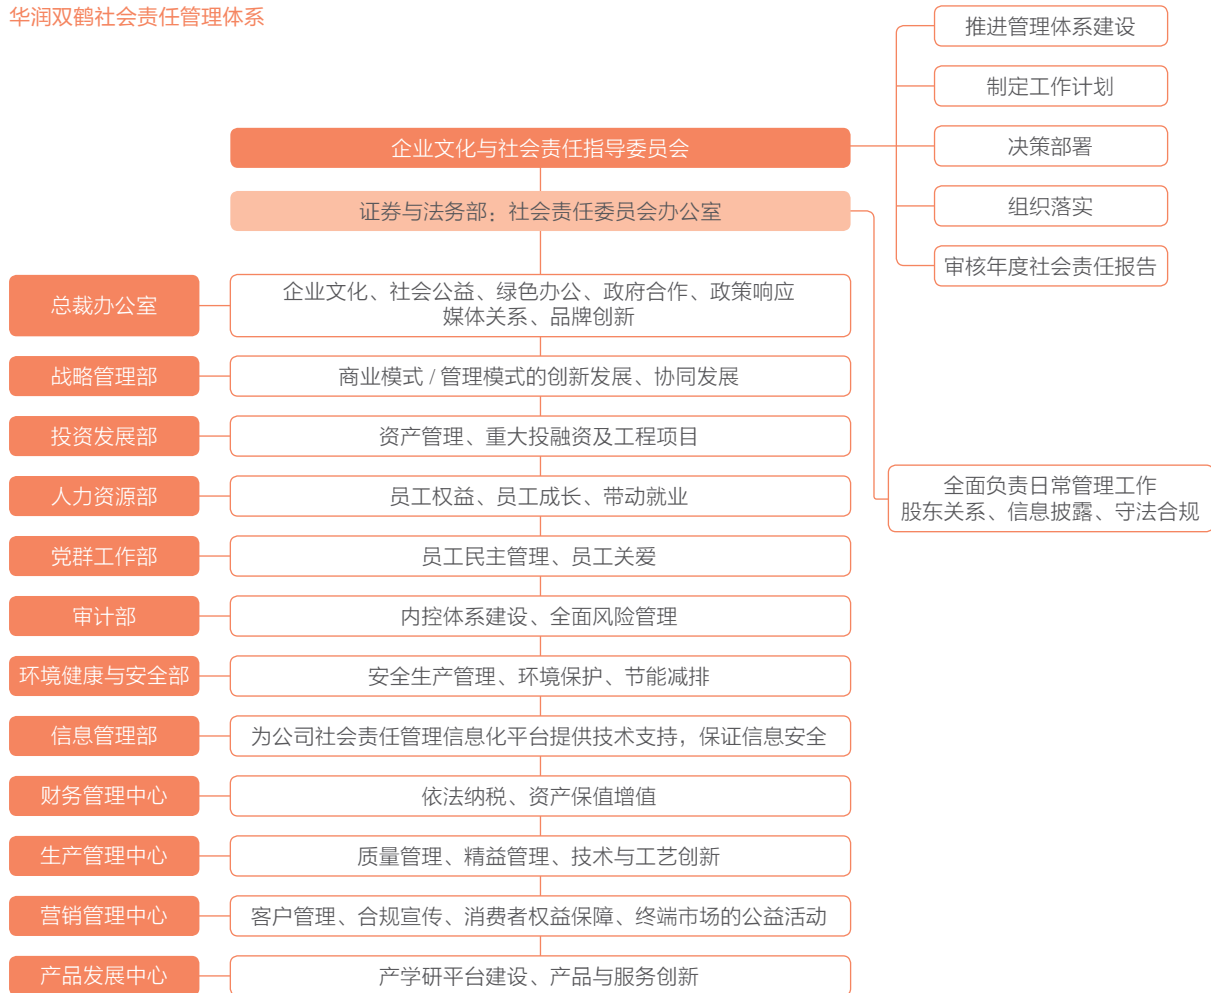 华润双鹤社会责任管理体系
推进管理体系建设
制定工作计划
企业文化与社会责任指导委员会
决策部署
证券与法务部：社会责任委员会办公室
组织落实
审核年度社会责任报告
总裁办公室
企业文化、社会公益、绿色办公、政府合作、政策响应
媒体关系、品牌创新
战略管理部
商业模式 / 管理模式的创新发展、协同发展
投资发展部
资产管理、重大投融资及工程项目
人力资源部
员工权益、员工成长、带动就业
全面负责日常管理工作
股东关系、信息披露、守法合规
党群工作部
员工民主管理、员工关爱
审计部
内控体系建设、全面风险管理
环境健康与安全部
安全生产管理、环境保护、节能减排
信息管理部
为公司社会责任管理信息化平台提供技术支持，保证信息安全
财务管理中心
依法纳税、资产保值增值
生产管理中心
质量管理、精益管理、技术与工艺创新
营销管理中心
客户管理、合规宣传、消费者权益保障、终端市场的公益活动
产品发展中心
产学研平台建设、产品与服务创新